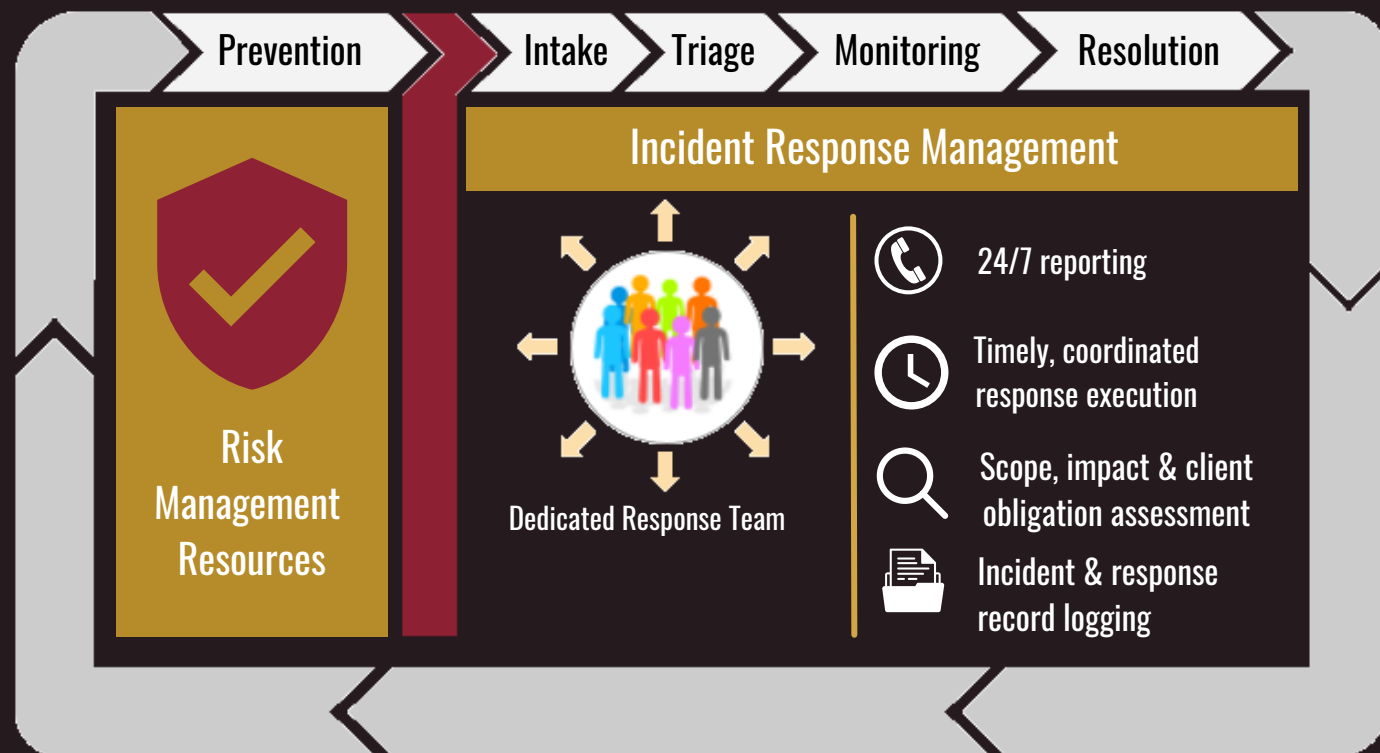 Prevention
Intake
Triage
Monitoring
Resolution
Risk
Management
Resources
Incident Response Management
Dedicated Response Team
24/7 reporting
Timely, coordinated
response execution
Scope, impact & client
obligation assessment
Incident & response
record logging